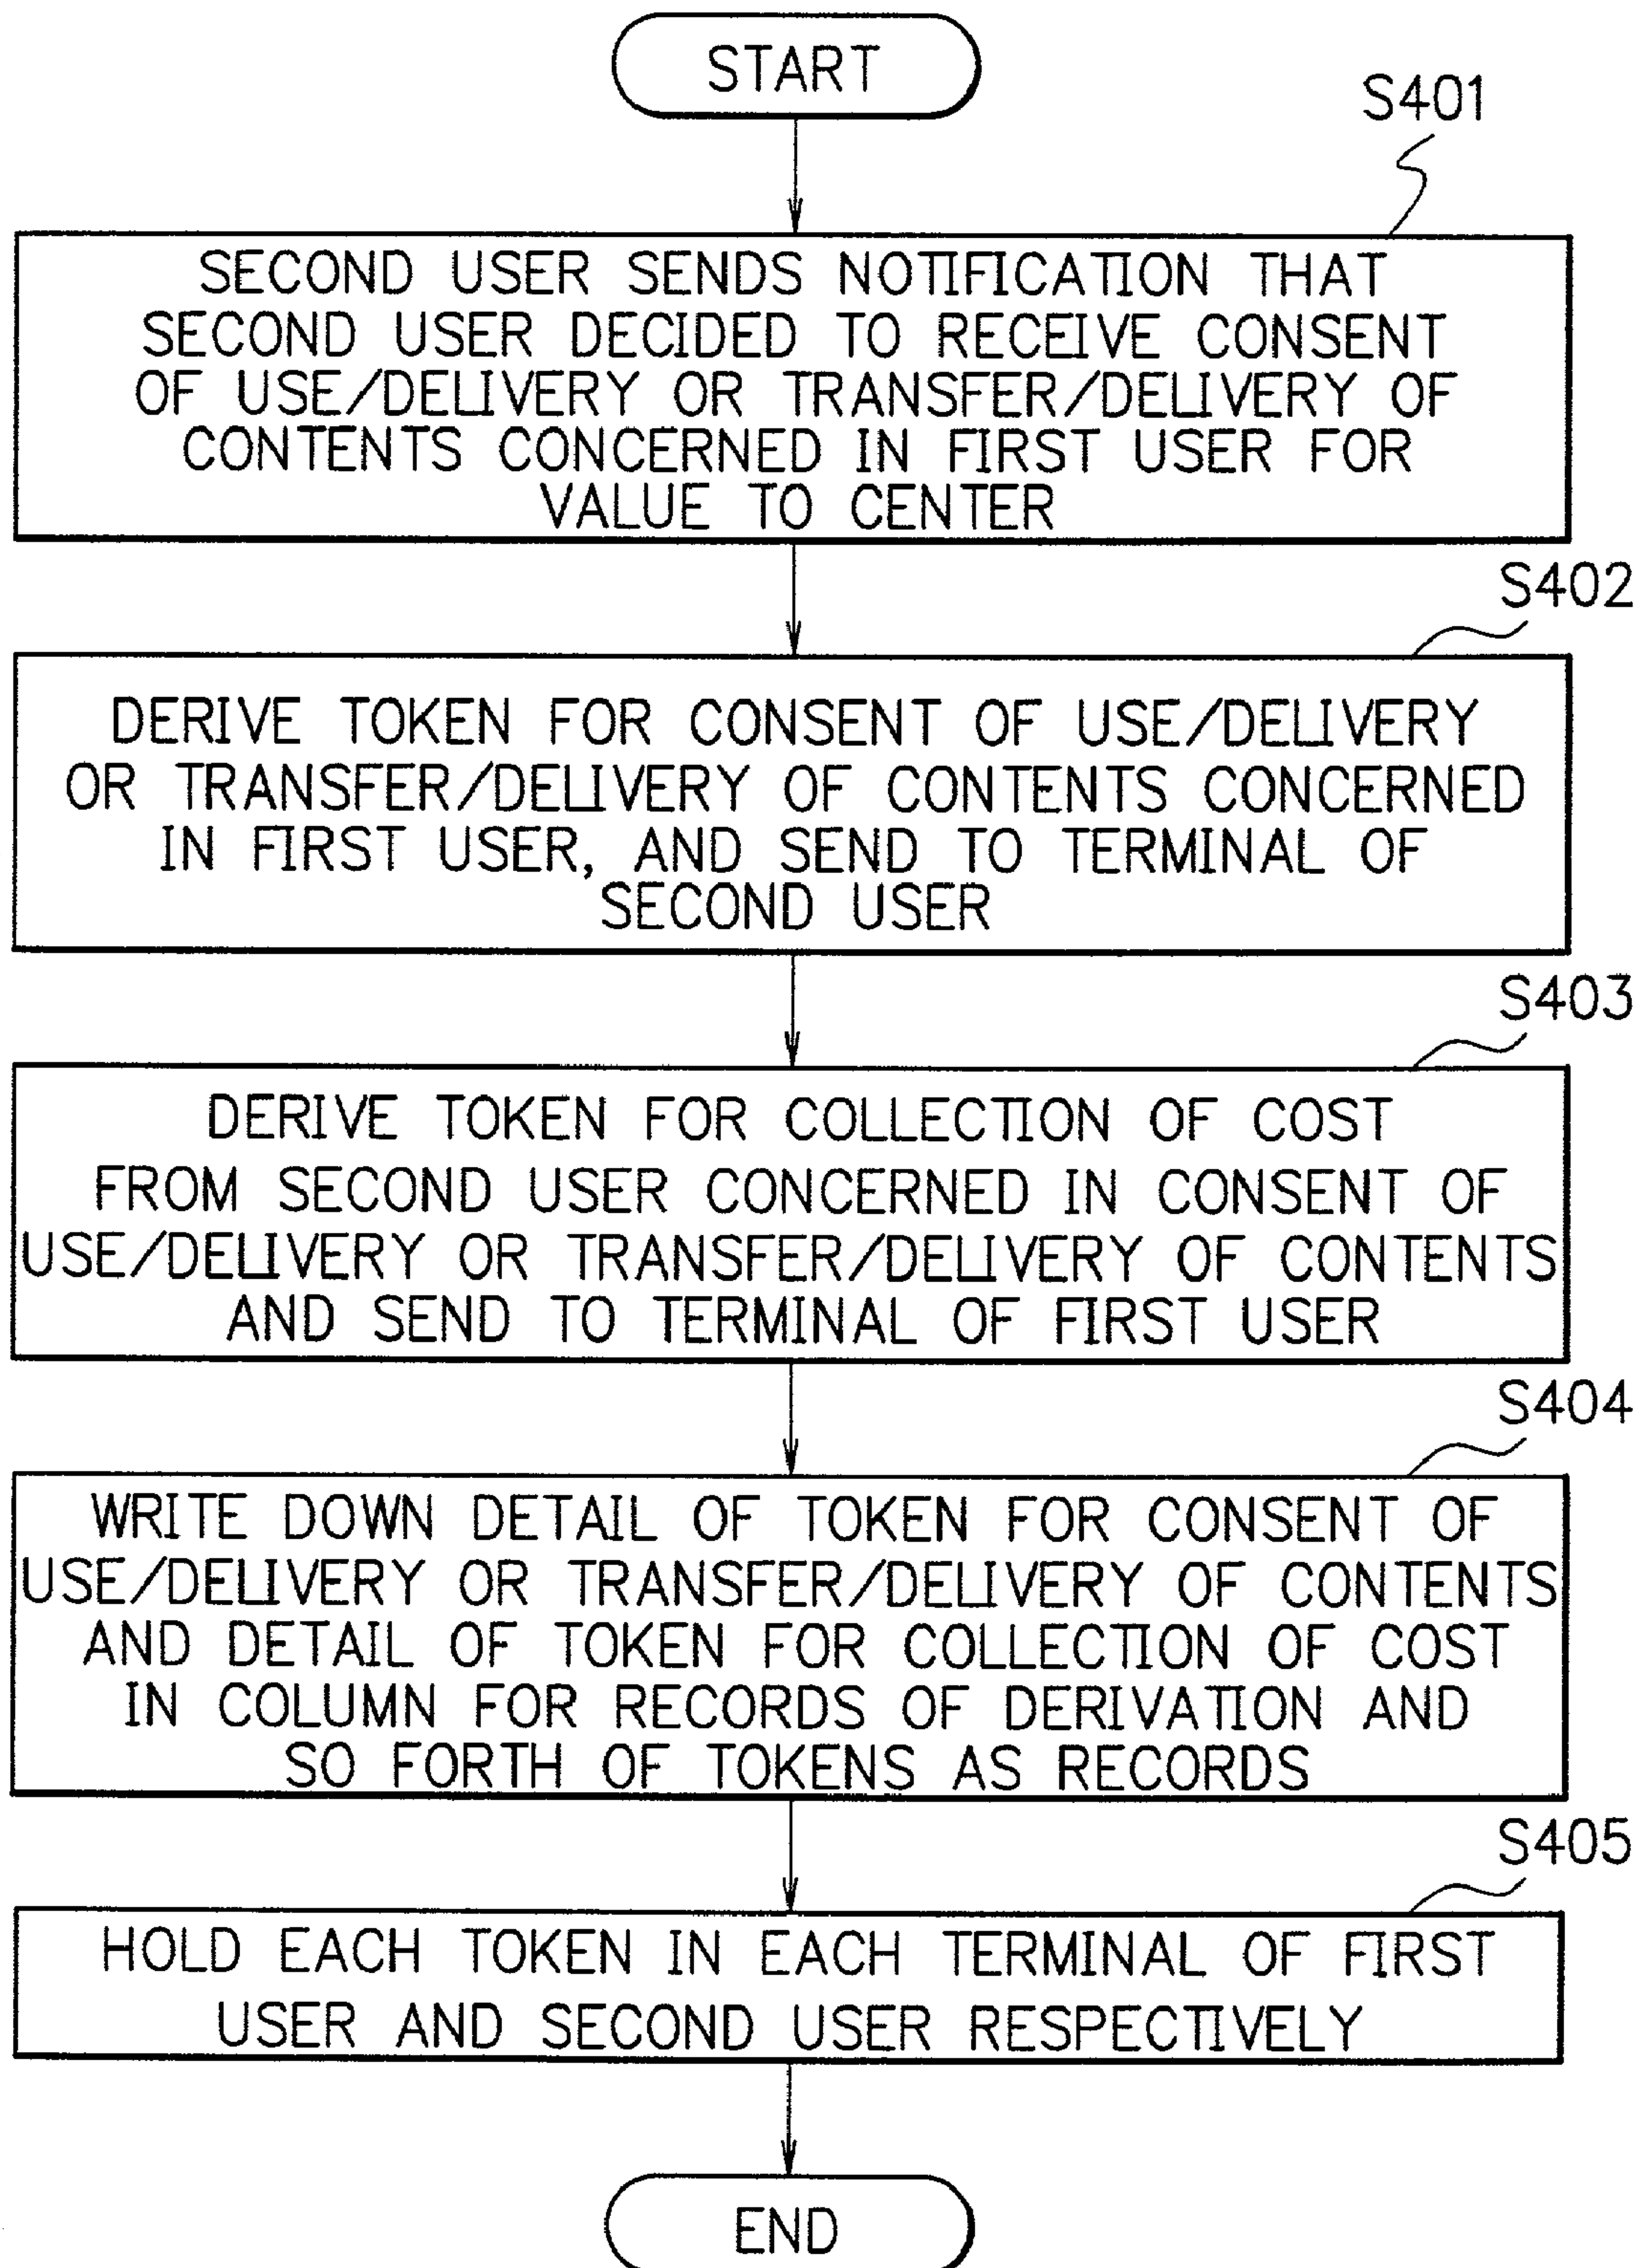 START
S401
SECOND USER SENDS NOTIFICATION THAT
SECOND USER DECIDED TO RECEIVE CONSENT
OF USE/DELIVERY OR TRANSFER/DELIVERY OF
CONTENTS CONCERNED IN FIRST USER FOR
VALUE TO CENTER
S402
DERIVE TOKEN FOR CONSENT OF USE/DELIVERY
OR TRANSFER/DELIVERY OF CONTENTS CONCERNED
IN FIRST USER, AND SEND TO TERMINAL OF
SECOND USER
S403
DERIVE TOKEN FOR COLLECTION OF COST
FROM SECOND USER CONCERNED IN CONSENT OF
USE/DELIVERY OR TRANSFER/DELIVERY OF CONTENTS
AND SEND TO TERMINAL OF FIRST USER
S404
WRITE DOWN DETAIL OF TOKEN FOR CONSENT OF
USE/DELIVERY OR TRANSFER/DELIVERY OF CONTENTS
AND DETAIL OF TOKEN FOR COLLECTION OF COST
IN COLUMN FOR RECORDS OF DERIVATION AND
SO FORTH OF TOKENS AS RECORDS
S405
HOLD EACH TOKEN IN EACH TERMINAL OF FIRST
USER AND SECOND USER RESPECTIVELY
END